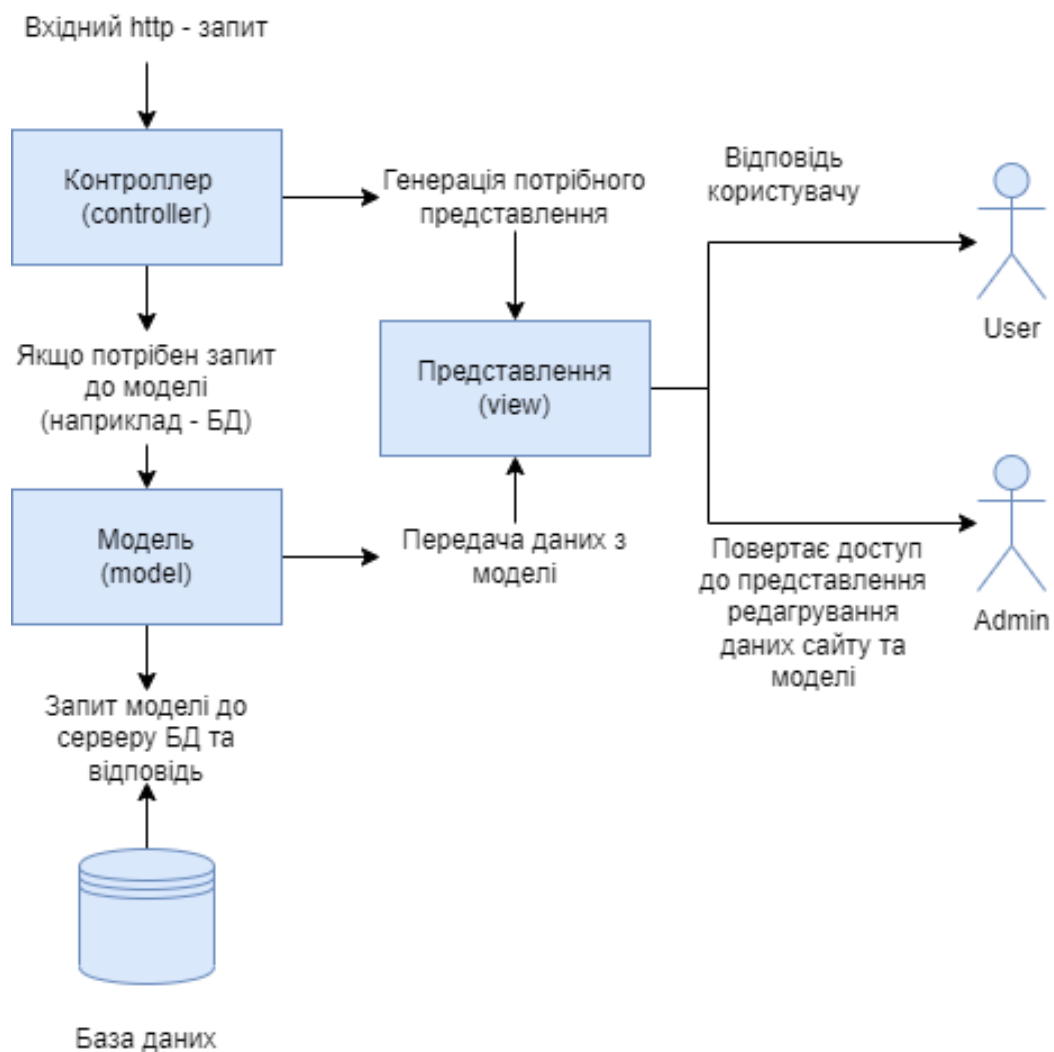 Вхідний http - запит
Контроллер
(controller)
Генерація потрібного
представлення
Відповідь
користувачу
User
Якщо потрібен запит
до моделі
(наприклад - БД)
Представлення
(view)
Модель
(model)
Передача даних з
моделі
Повертає доступ
до представлення
редагрування
даних сайту та
моделі
Admin
Запит моделі до
серверу БД та
відповідь
База даних